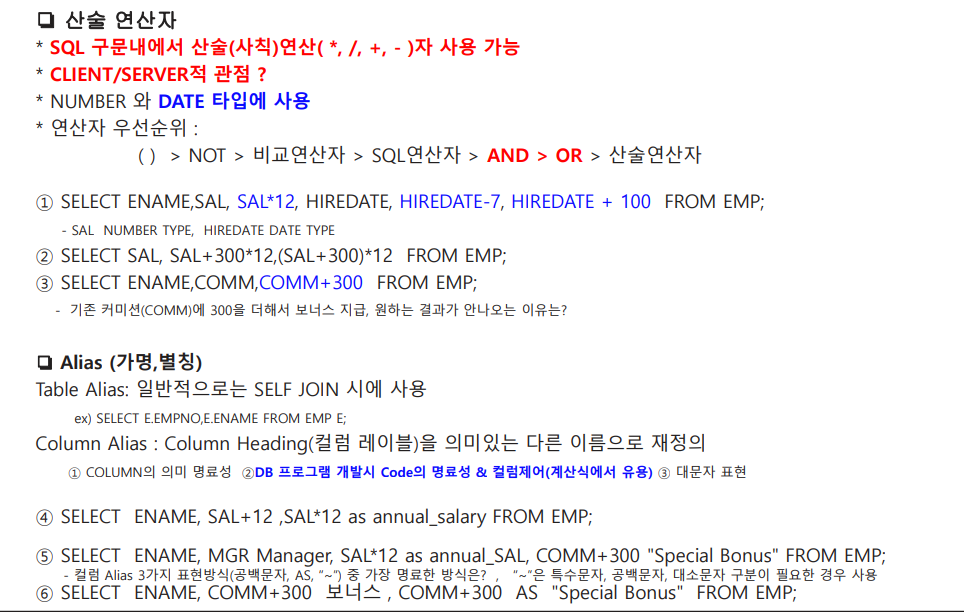 ❑ 산술 연산자
* SQL 구문내에서 산술(사칙)연산( *, /, +, - )자 사용 가능
* CLIENT/SERVER적 관점 ?
* NUMBER 와 DATE 타입에 사용
* 연산자 우선순위 :
( ) > NOT > 비교연산자 > SQL연산자 > AND > OR > 산술연산자
① SELECT ENAME,SAL, SAL*12, HIREDATE, HIREDATE-7, HIREDATE + 100 FROM EMP;
- SAL NUMBER TYPE, HIREDATE DATE TYPE
② SELECT SAL, SAL+300*12,(SAL+300)*12 FROM EMP;
③ SELECT ENAME,COMM,COMM+300 FROM EMP;
- 기존 커미션(COMM)에 300을 더해서 보너스 지급, 원하는 결과가 안나오는 이유는?
❑ Alias (가명,별칭)
Table Alias: 일반적으로는 SELF JOIN 시에 사용
ex) SELECT E.EMPNO,E.ENAME FROM EMP E;
Column Alias : Column Heading(컬럼 레이블)을 의미있는 다른 이름으로 재정의
① COLUMN의 의미 명료성 ②DB 프로그램 개발시 Code의 명료성 & 컬럼제어(계산식에서 유용) ③ 대문자 표현
④ SELECT ENAME, SAL+12 ,SAL*12 as annual_salary FROM EMP;
⑤ SELECT ENAME, MGR Manager, SAL*12 as annual_SAL, COMM+300 "Special Bonus" FROM EMP;
- 컬럼 Alias 3가지 표현방식(공백문자, AS, "~") 중 가장 명료한 방식은? , "~"은 특수문자, 공백문자, 대소문자 구분이 필요한 경우 사용
⑥ SELECT ENAME, COMM+300 보너스 , COMM+300 AS "Special Bonus" FROM EMP;